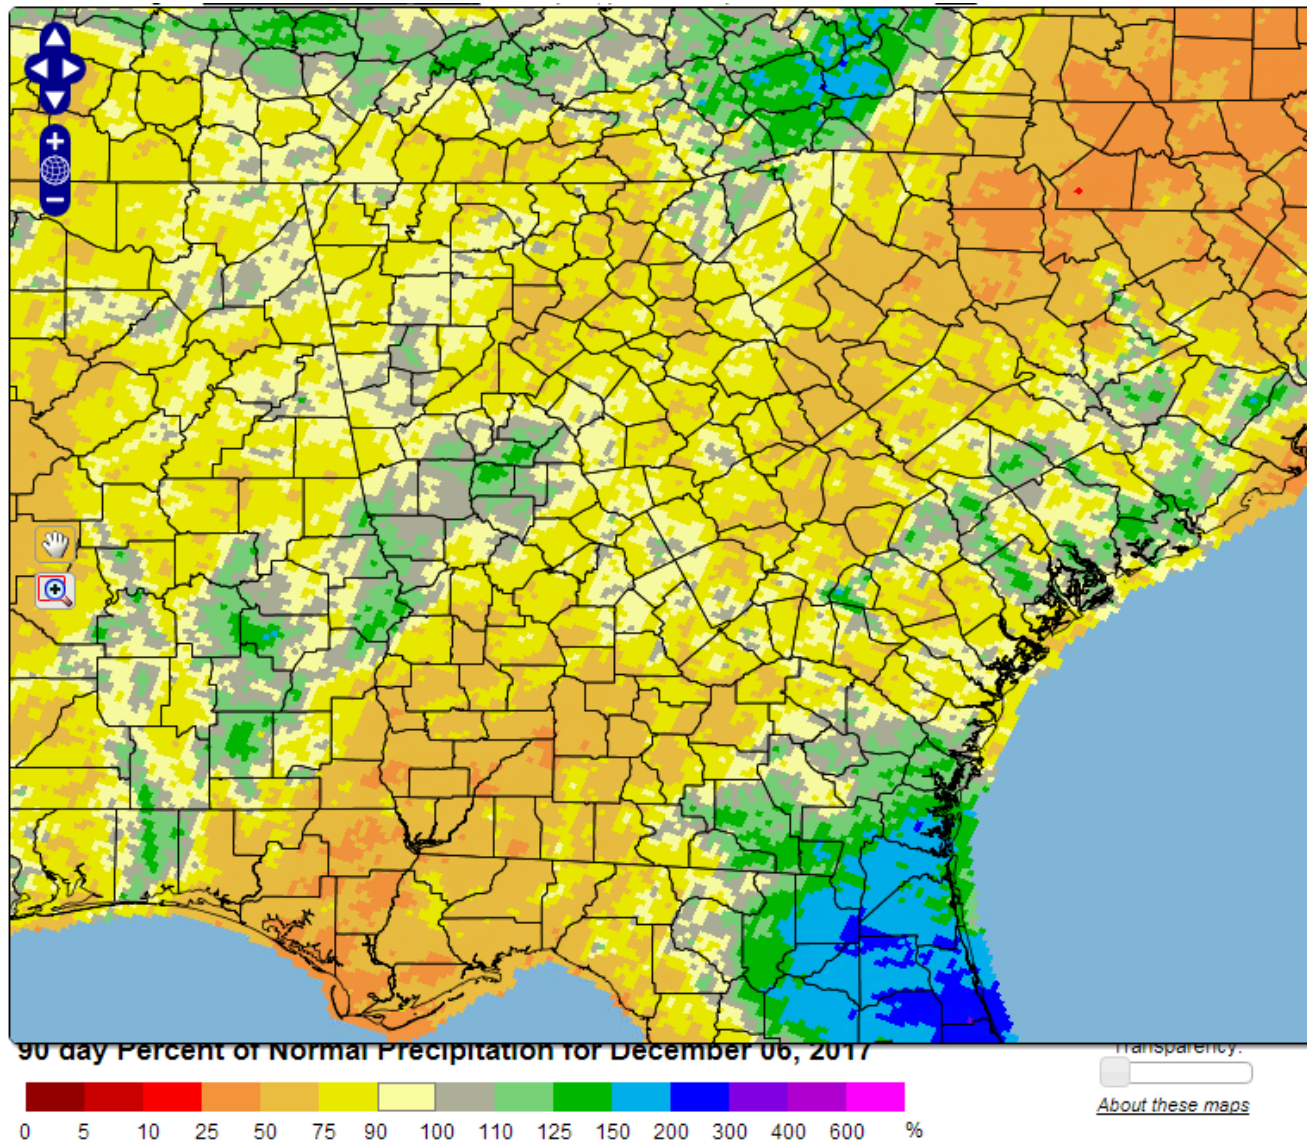 90 day Percent of Normal Precipitation for December 06, 2017
Transparency:
0 5 10 25 50 75 90 100 110 125 150 200 300 400 600 %
About these maps